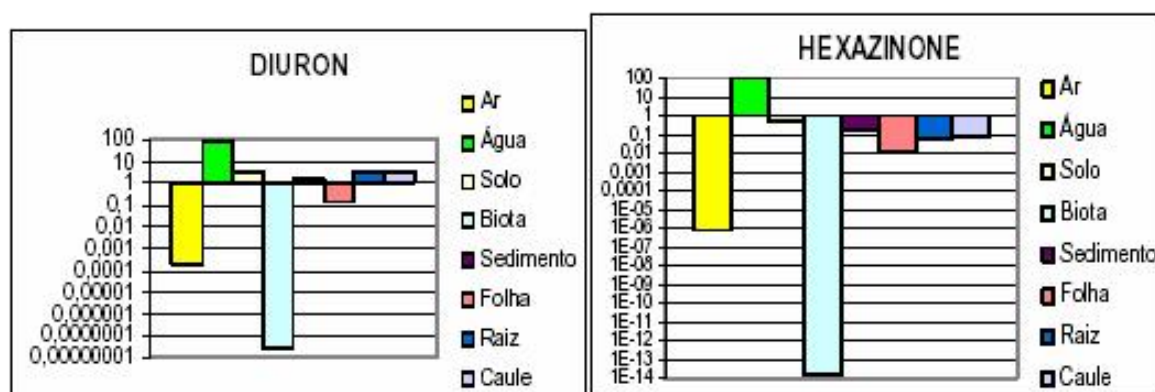 DIURON
100
10
1
0,1
0,01
0,001
0,0001
0,00001
0,000001
0,0000001
0,00000001
Ar
Água
Solo
Biota
Sedimento
Folha
Raiz
Caule
HEXAZINONE
100
10
1
0,1
0,01
0,001
0,0001
1E-05
1E-06
1E-07
1E-08
1E-09
1E-10
1E-11
1E-12
1E-13
1E-14
Ar
Água
Solo
Biota
Sedimento
Folha
Raiz
Caule